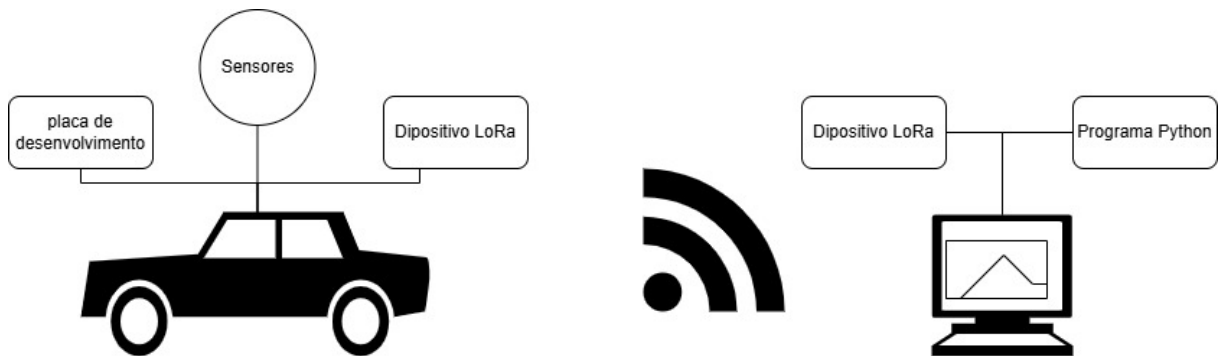 Sensores
placa de
desenvolvimento
Dipositivo LoRa
Dipositivo LoRa
Programa Python